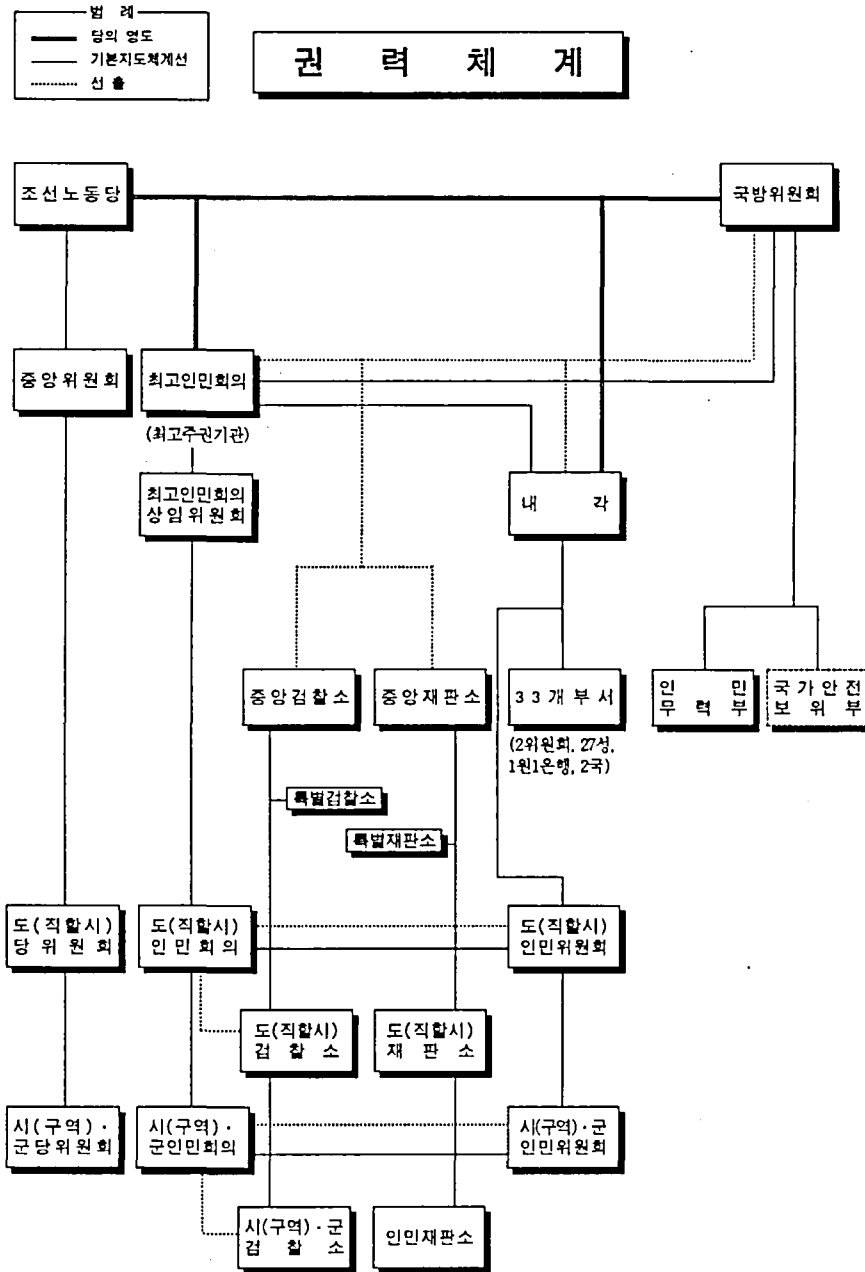 범 례
당의 영도
기본지도체계선
선 출
권 력 체 계
조선노동당
국방위원회
중앙위원회
최고인민회의
(최고주권기관)
최고인민회의
상임위원회
내 각
중앙검찰소
중앙재판소
33개부서
(2위원회, 27성,
1원1은행, 2국)
인 민
무 력 부
국가안전
보 위 부
특별검찰소
특별재판소
도(직할시)
당 위 원 회
도(직할시)
인 민 회 의
도(직할시)
인민위원회
도(직할시)
검 찰 소
도(직할시)
재 판 소
시(구역)·
군당위원회
시(구역)·
군인민회의
시(구역)·군
인민위원회
시(구역)·군
검 찰 소
인민재판소